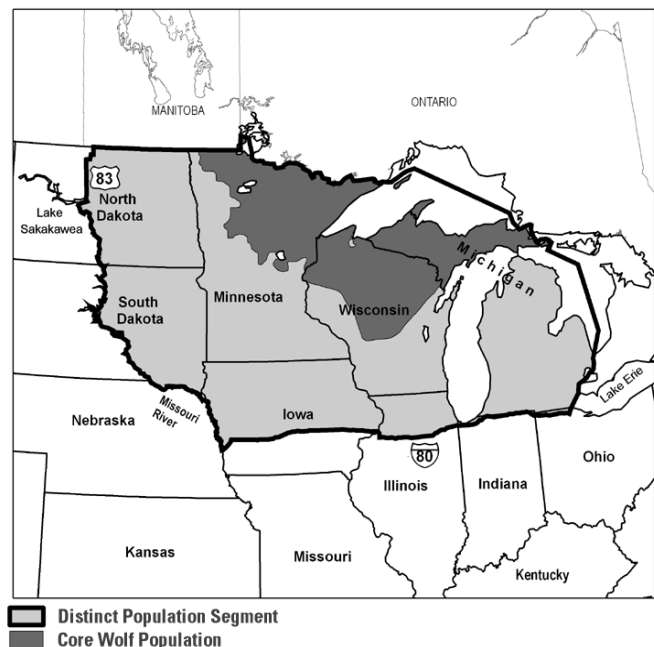 MANITOBA
ONTARIO
83
North
Dakota
Lake
Sakakawea
Michigan
South
Dakota
Minnesota
Wisconsin
Lake Erie
Nebraska
Missouri
River
Iowa
80
Ohio
Illinois
Indiana
Kansas
Missouri
Kentucky
Distinct Population Segment
Core Wolf Population